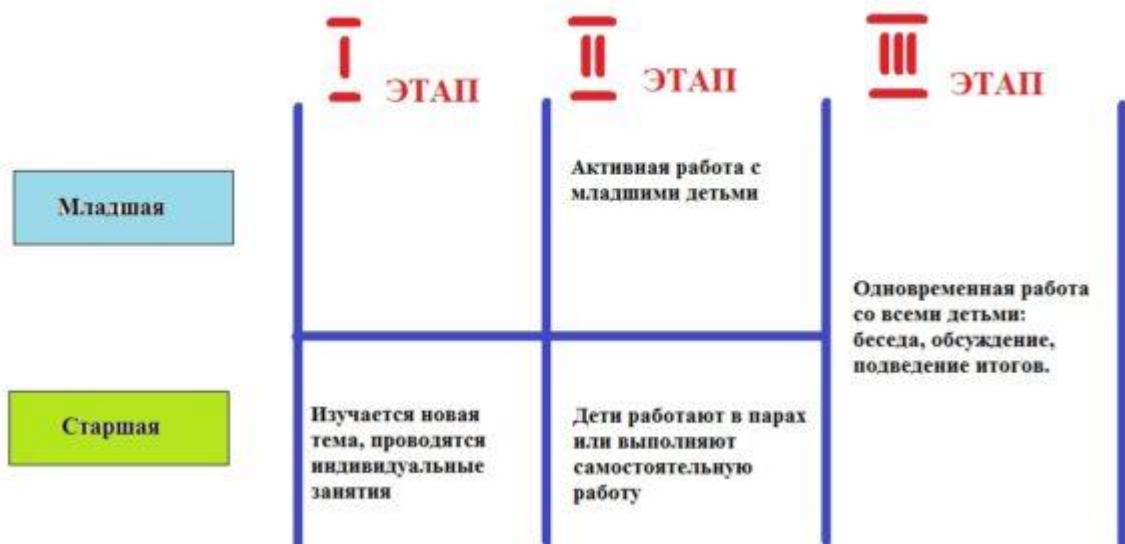 I ЭТАП
II ЭТАП
III ЭТАП
Младшая
Активная работа с
младшими детьми
Одновременная работа
со всеми детьми:
беседа, обсуждение,
подведение итогов.
Старшая
Изучается новая
тема, проводятся
индивидуальные
занятия
Дети работают в парах
или выполняют
самостоятельную
работу